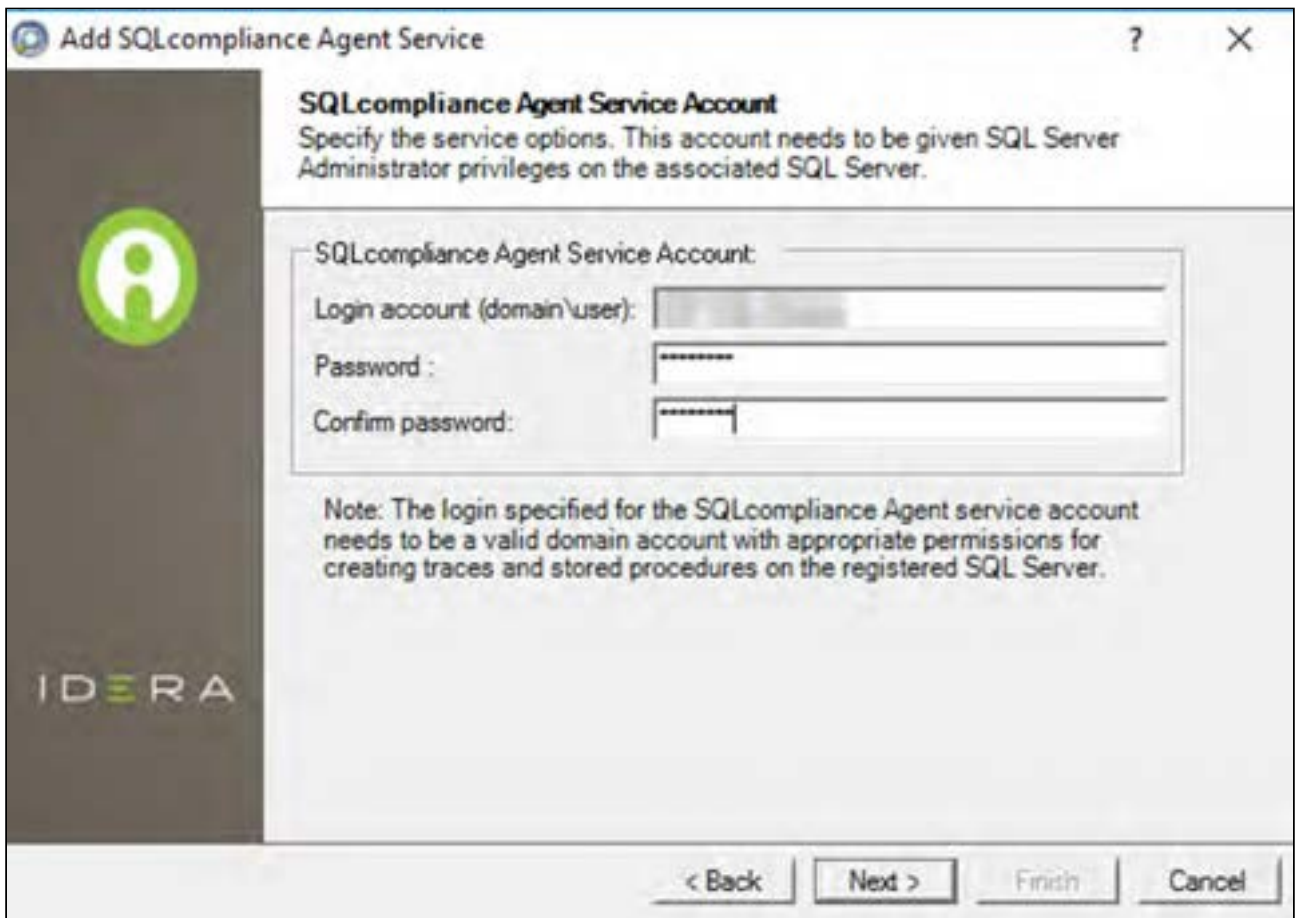 Add SQLcompliance Agent Service
?
SQLcompliance Agent Service Account
Specify the service options. This account needs to be given SQL Server
Administrator privileges on the associated SQL Server.
SQLcompliance Agent Service Account:
Login account (domain\user):
Password :
Confirm password:
Note: The login specified for the SQLcompliance Agent service account
needs to be a valid domain account with appropriate permissions for
creating traces and stored procedures on the registered SQL Server.
IDERA
< Back
Next >
Finish
Cancel